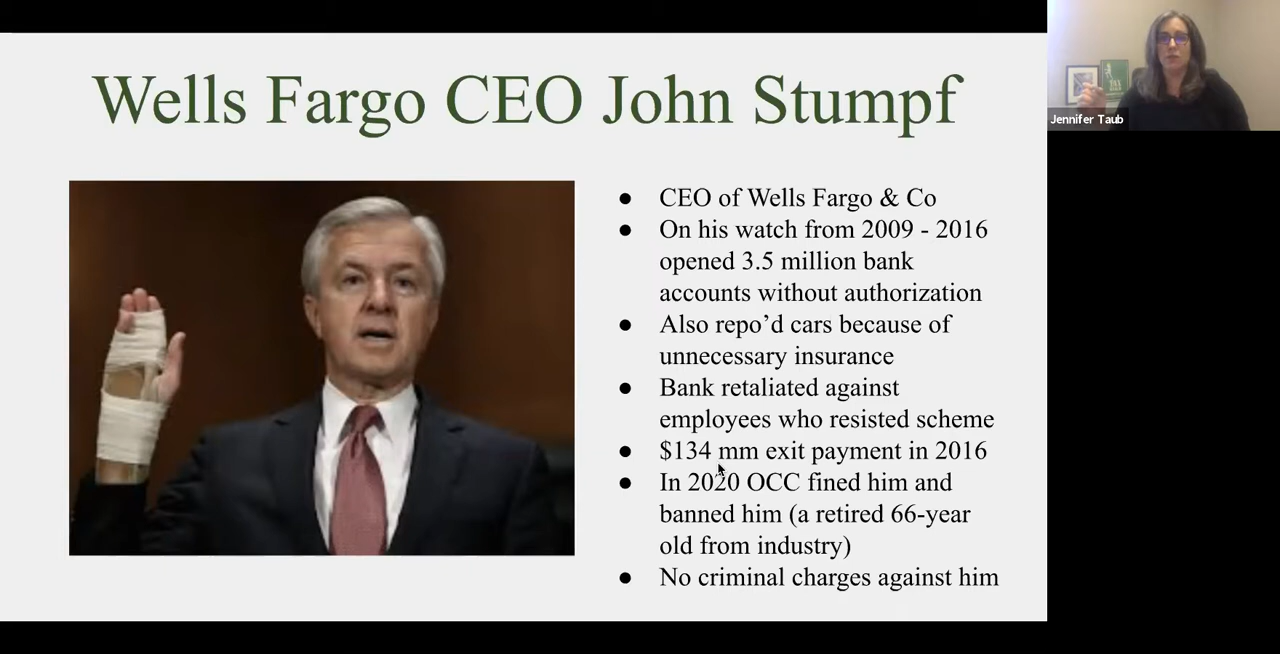 Wells Fargo CEO John Stumpf
Jennifer Taub
● CEO of Wells Fargo & Co
● On his watch from 2009 - 2016
opened 3.5 million bank
accounts without authorization
● Also repo’d cars because of
unnecessary insurance
● Bank retaliated against
employees who resisted scheme
● $134 mm exit payment in 2016
● In 2020 OCC fined him and
banned him (a retired 66-year
old from industry)
● No criminal charges against him